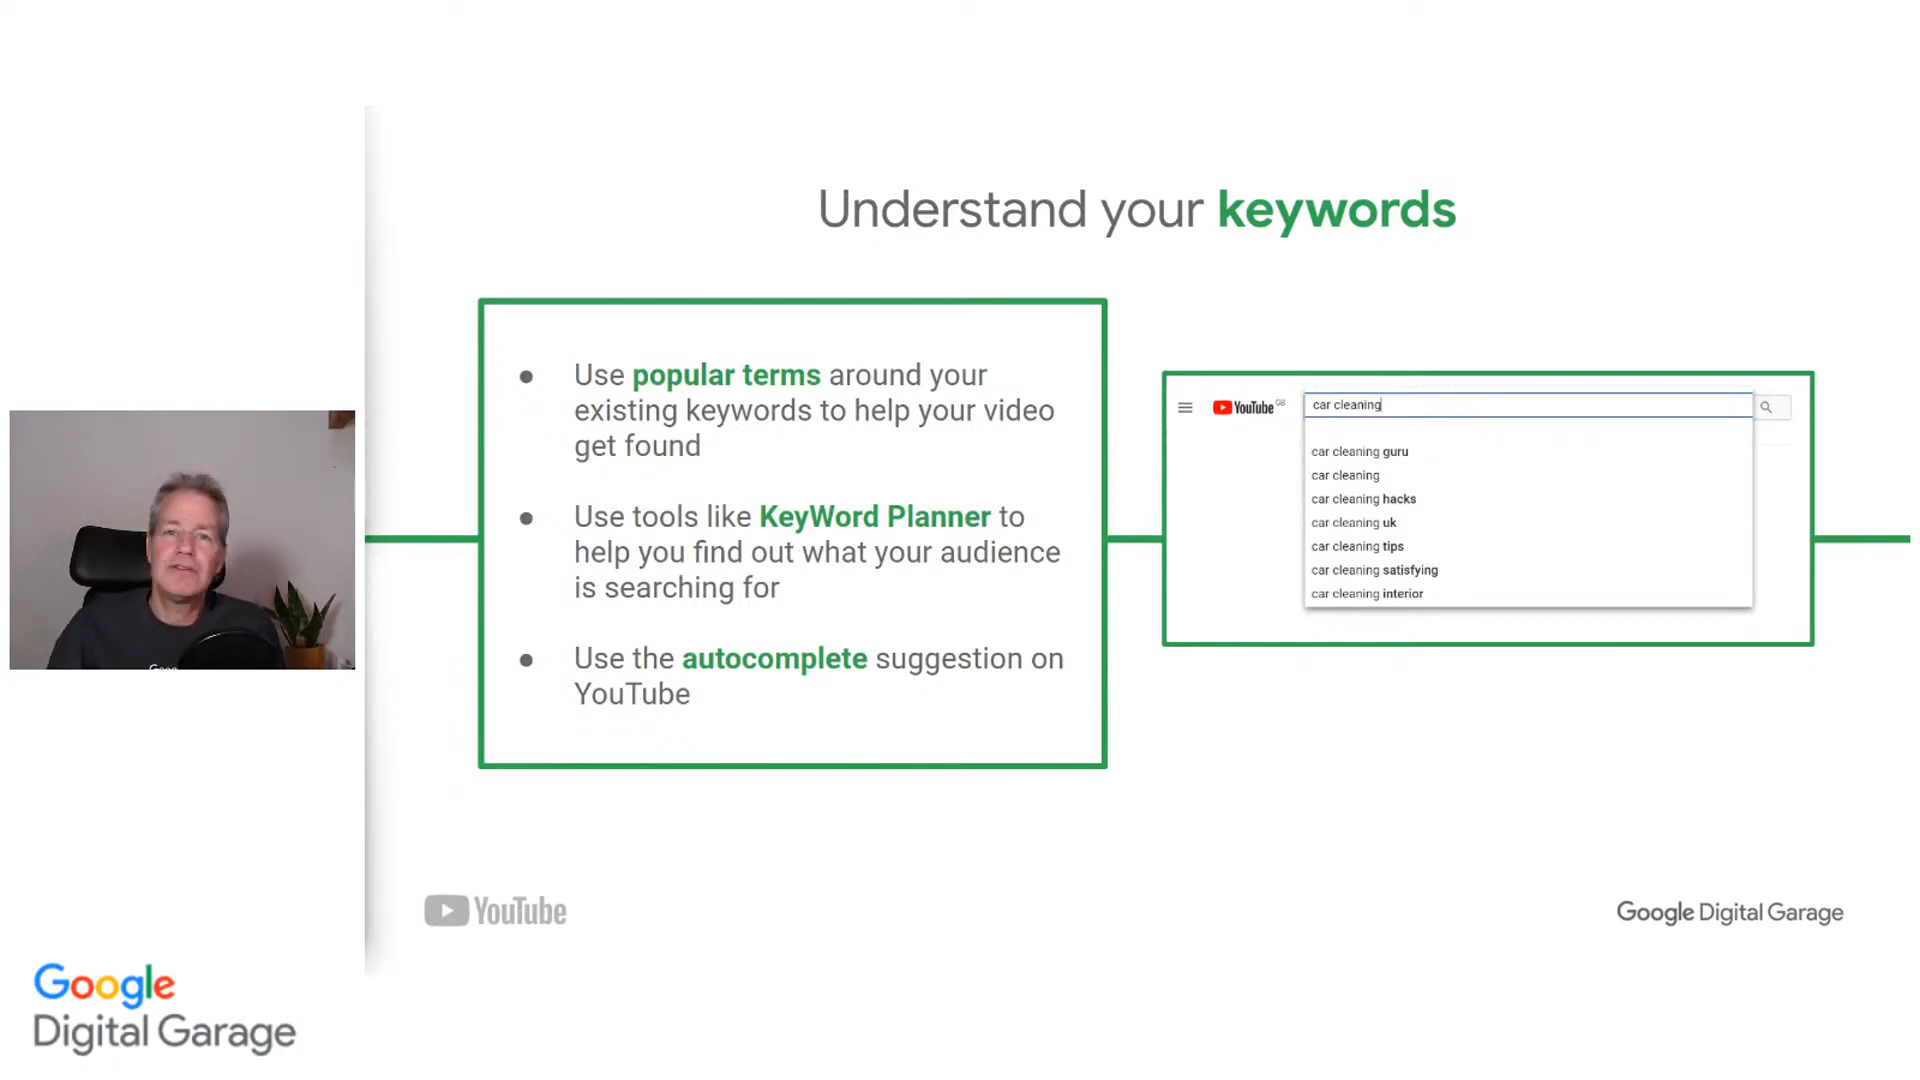 Understand your keywords
● Use popular terms around your
existing keywords to help your video
get found
● Use tools like KeyWord Planner to
help you find out what your audience
is searching for
● Use the autocomplete suggestion on
YouTube
YouTube GB
car cleaning
car cleaning guru
car cleaning
car cleaning hacks
car cleaning uk
car cleaning tips
car cleaning satisfying
car cleaning interior
Goog
YouTube
Google Digital Garage
Google
Digital Garage